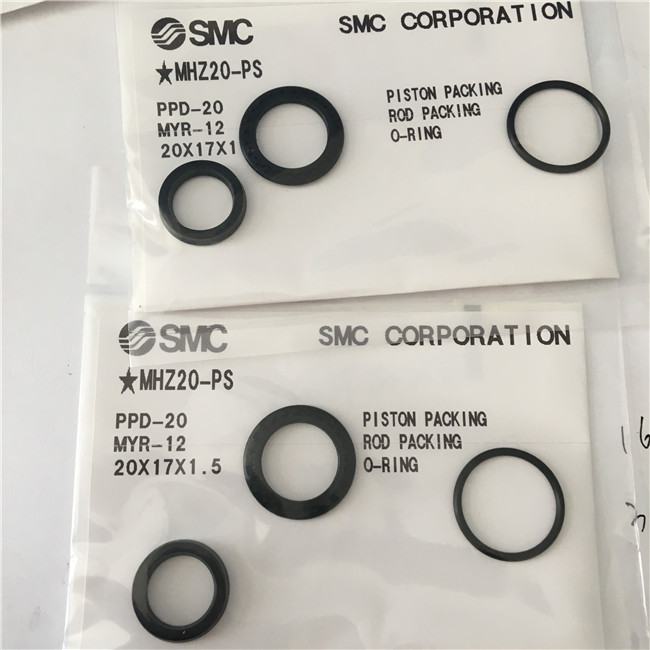 SMC SMC CORPORATION
★MHZ20-PS
PPD-20 PISTON PACKING
MYR-12 ROD PACKING
20X17X1 O-RING
SMC SMC CORPORATION
★MHZ20-PS
PPD-20 PISTON PACKING
MYR-12 ROD PACKING
20X17X1.5 O-RING
16